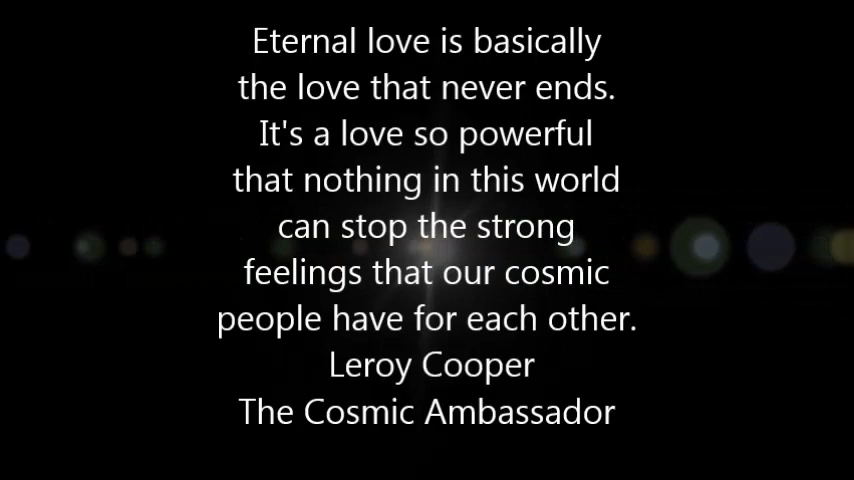 Eternal love is basically
the love that never ends.
It's a love so powerful
that nothing in this world
can stop the strong
feelings that our cosmic
people have for each other.
Leroy Cooper
The Cosmic Ambassador